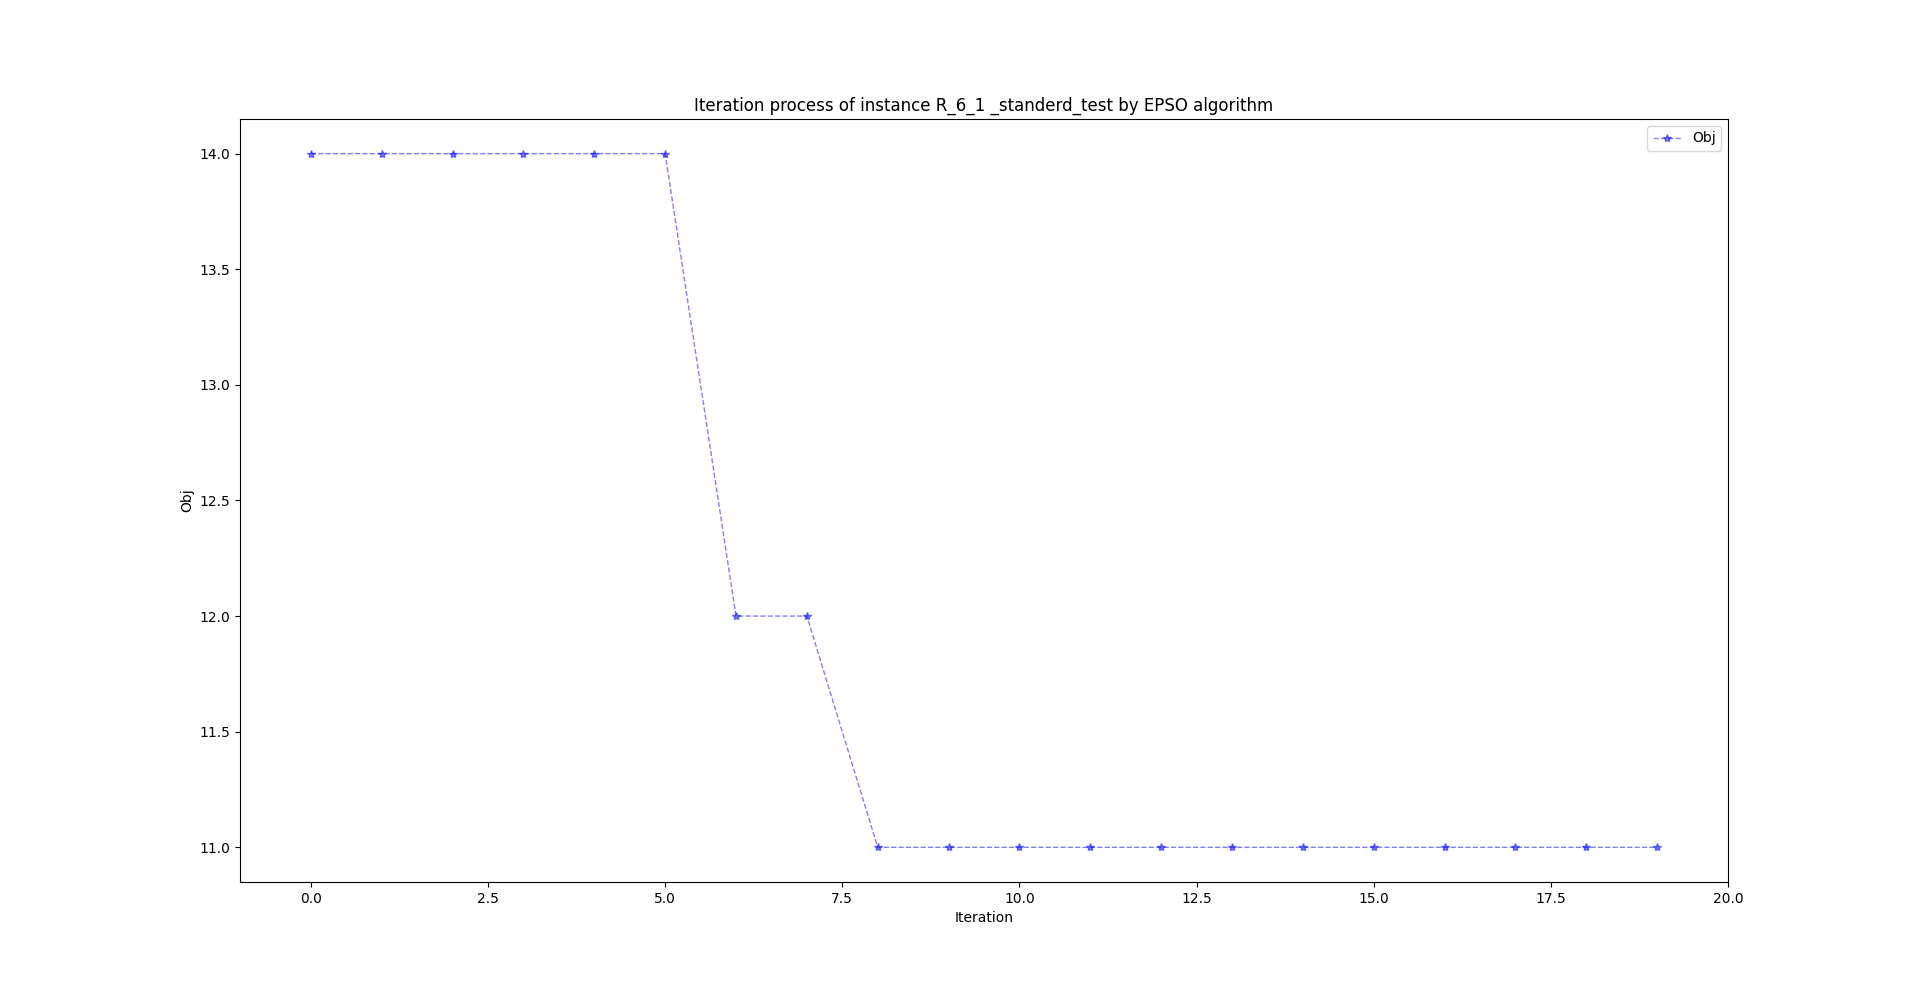 Iteration process of instance R_6_1 _standerd_test by EPSO algorithm
Obj
14.0
13.5
13.0
12.5
12.0
11.5
11.0
Obj
0.0 2.5 5.0 7.5 10.0 12.5 15.0 17.5 20.0
Iteration